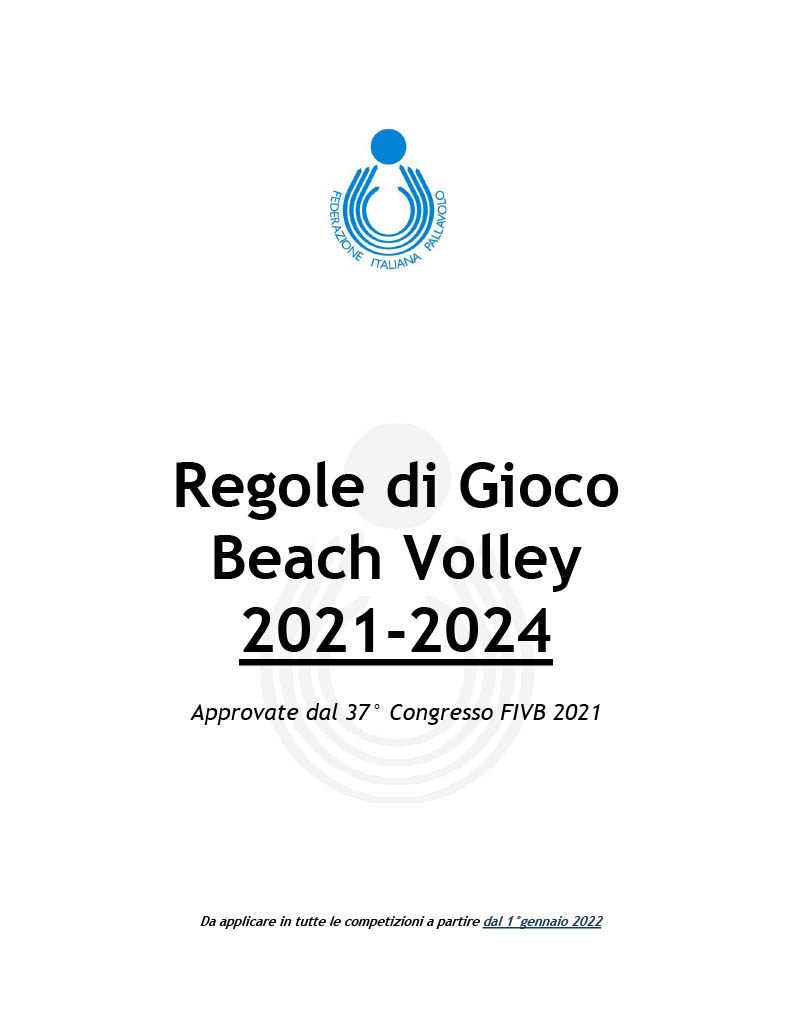 FEDERAZIONE ITALIANA PALLAVOLO
Regole di Gioco
Beach Volley
2021-2024
Approvate dal 37° Congresso FIVB 2021
Da applicare in tutte le competizioni a partire dal 1°gennaio 2022